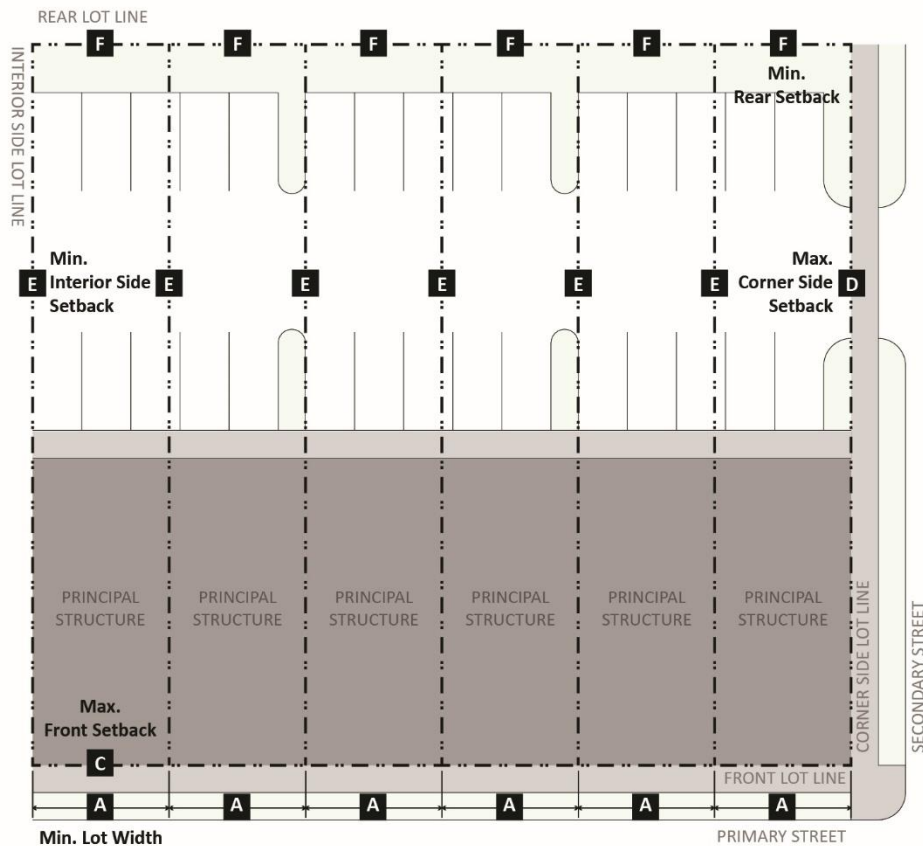 REAR LOT LINE
F F F F F F
INTERIOR SIDE LOT LINE
Min.
Rear Setback
Min.
Interior Side
Setback
E E E E E E
Max.
Corner Side
Setback
D
PRINCIPAL STRUCTURE
PRINCIPAL STRUCTURE
PRINCIPAL STRUCTURE
PRINCIPAL STRUCTURE
PRINCIPAL STRUCTURE
PRINCIPAL STRUCTURE
CORNER SIDE LOT LINE
SECONDARY STREET
Max.
Front Setback
C
FRONT LOT LINE
A A A A A A
Min. Lot Width
PRIMARY STREET